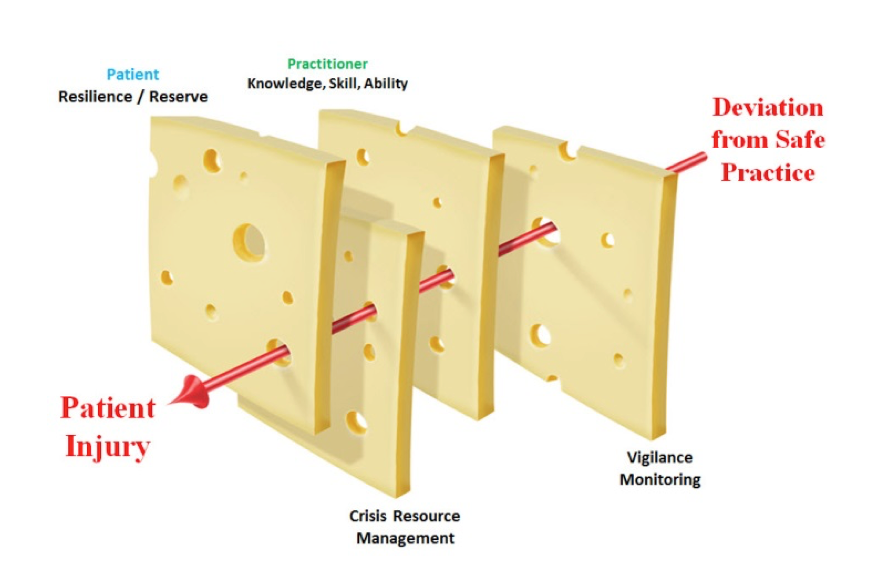 Patient
Resilience / Reserve
Practitioner
Knowledge, Skill, Ability
Deviation
from Safe
Practice
Patient
Injury
Vigilance
Monitoring
Crisis Resource
Management